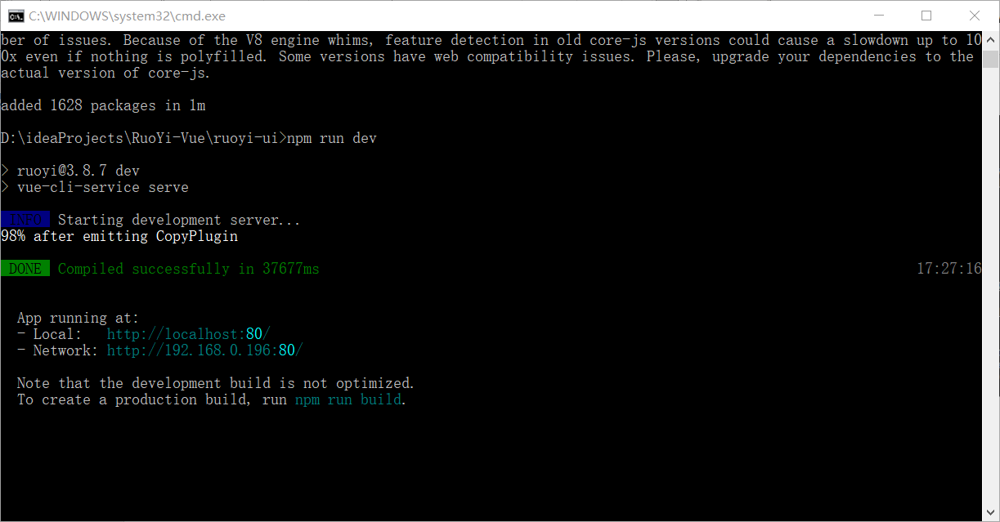 C:\WINDOWS\system32\cmd.exe
ber of issues. Because of the V8 engine whims, feature detection in old core-js versions could cause a slowdown up to 10
0x even if nothing is polyfilled. Some versions have web compatibility issues. Please, upgrade your dependencies to the
actual version of core-js.
added 1628 packages in 1m
D:\ideaProjects\RuoYi-Vue\ruoyi-ui>npm run dev
> ruoyi@3.8.7 dev
> vue-cli-service serve
INFO Starting development server...
98% after emitting CopyPlugin
DONE Compiled successfully in 37677ms 17:27:16
App running at:
- Local: http://localhost:80/
- Network: http://192.168.0.196:80/
Note that the development build is not optimized.
To create a production build, run npm run build.